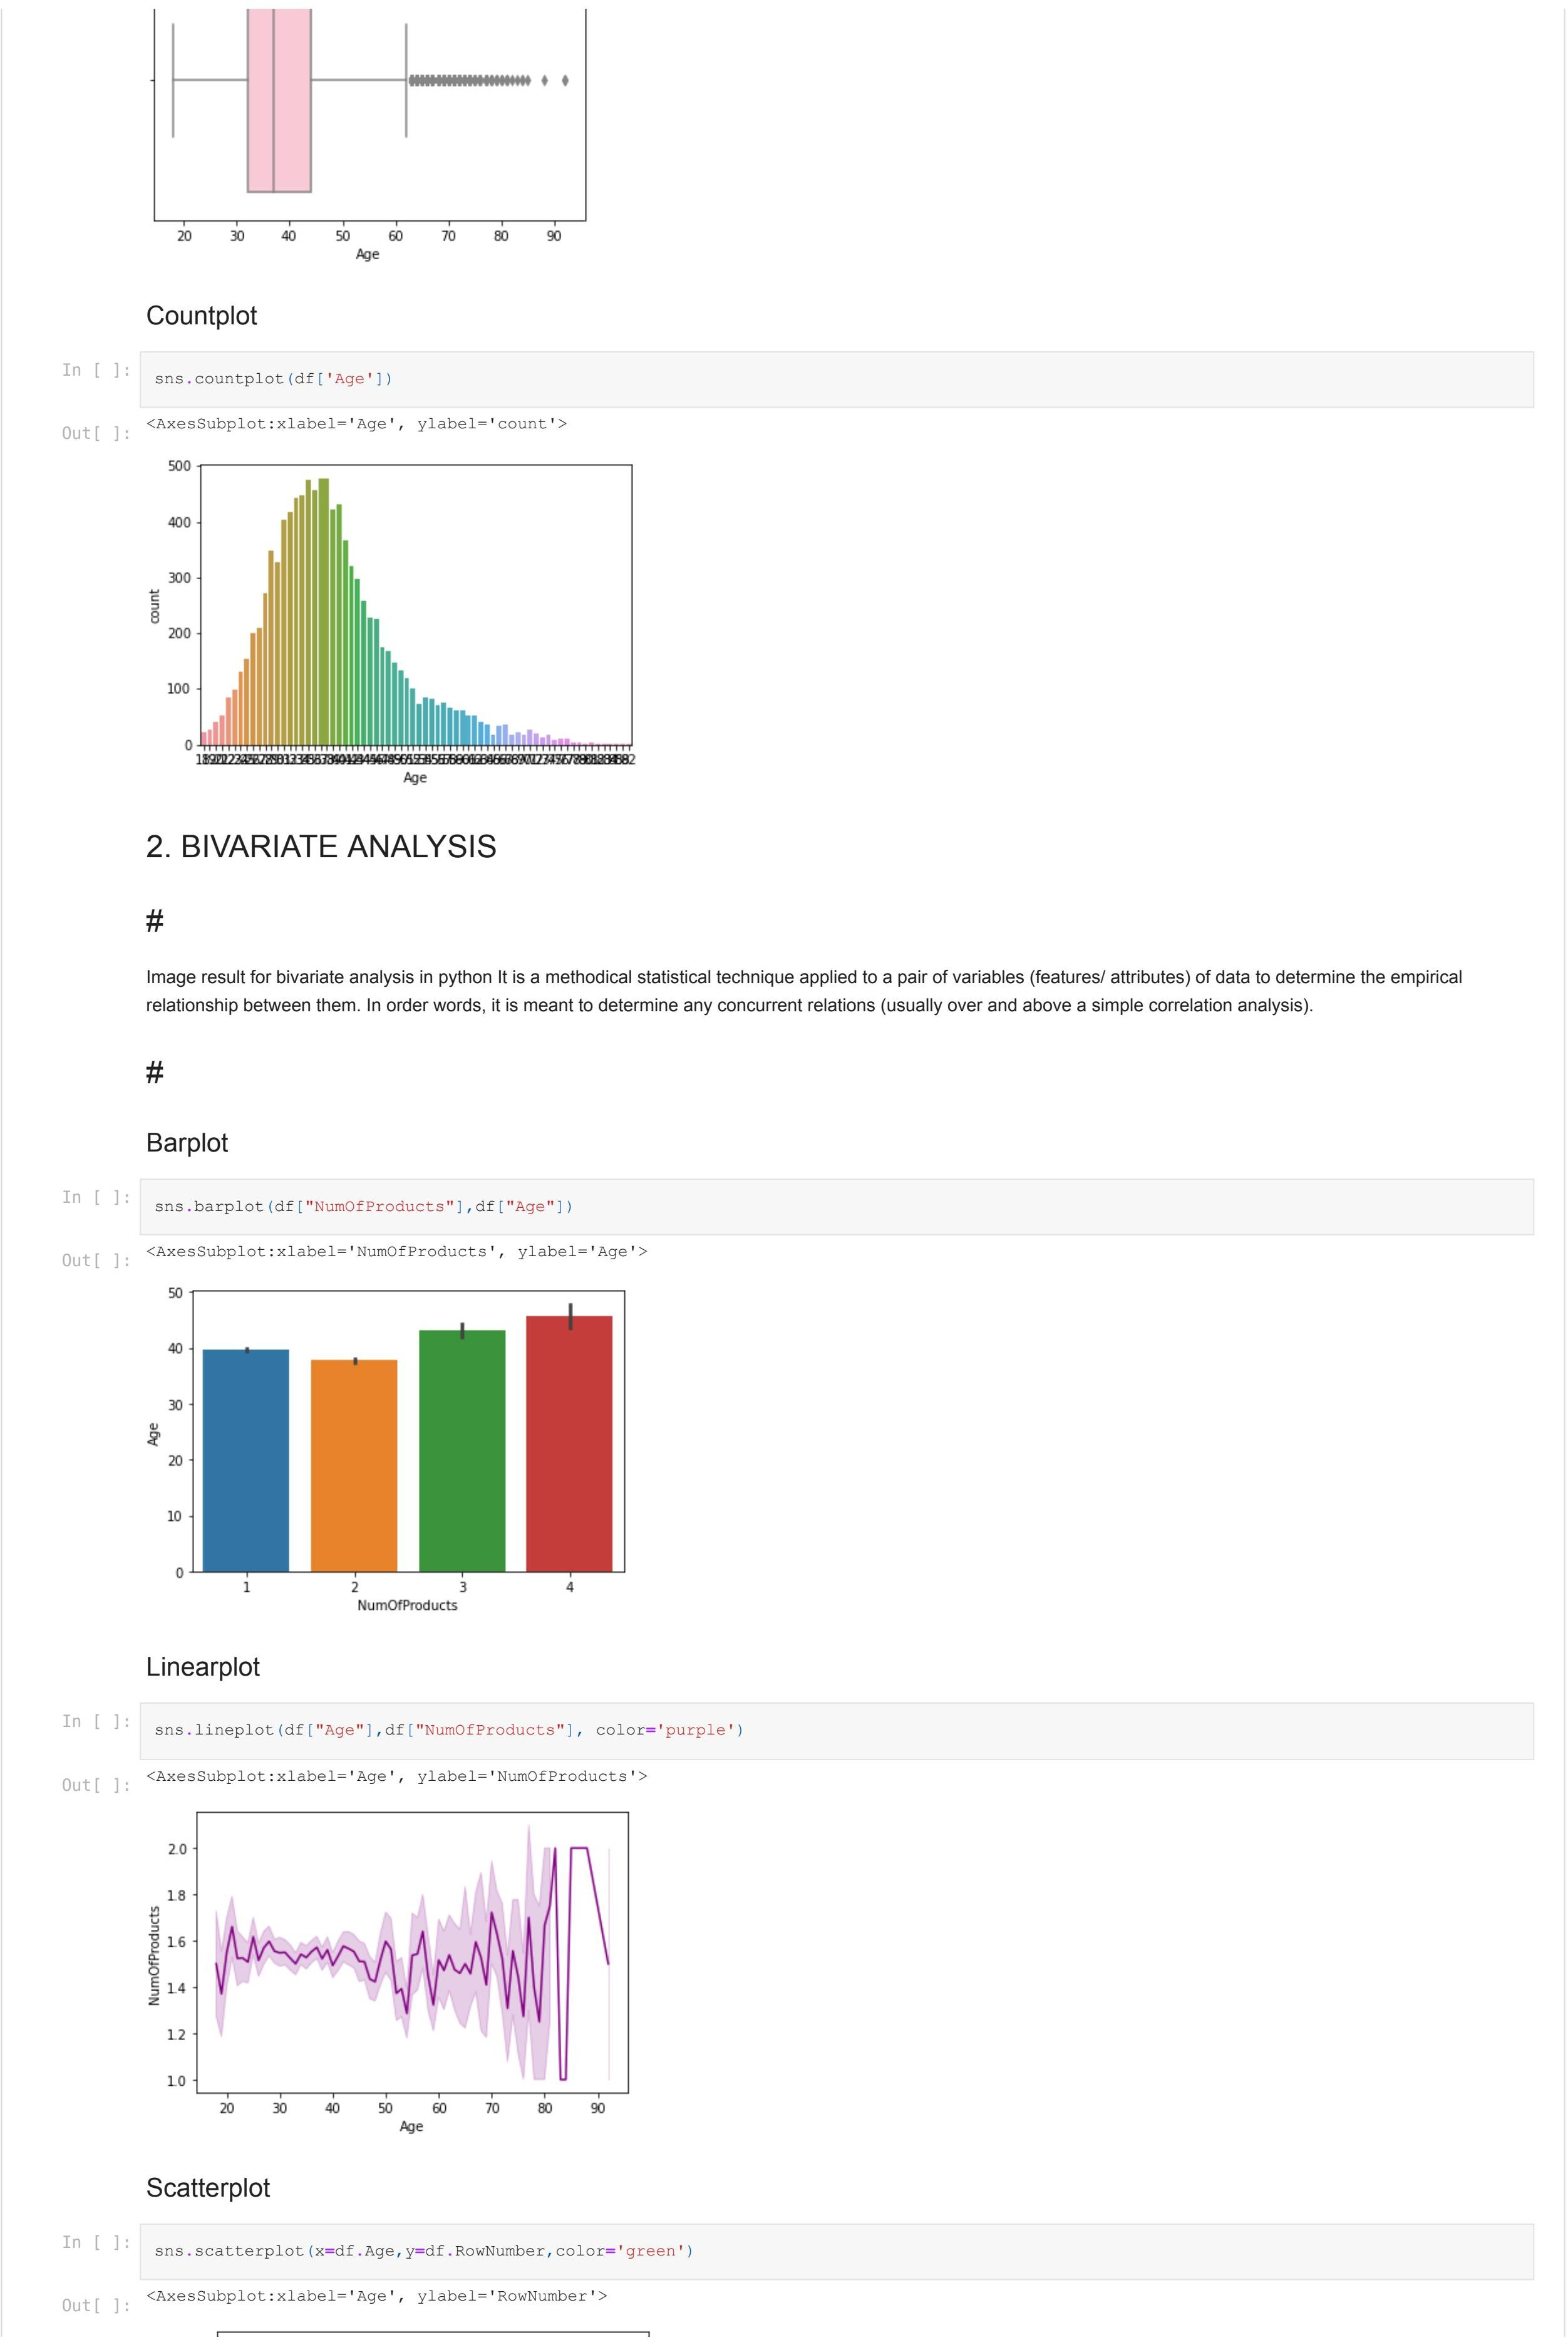 20 30 40 50 60 70 80 90
Age
Countplot
In [ ]:
sns.countplot(df['Age'])
Out[ ]:
<AxesSubplot:xlabel='Age', ylabel='count'>
500
400
300
200
100
0
count
Age
2. BIVARIATE ANALYSIS
#
Image result for bivariate analysis in python It is a methodical statistical technique applied to a pair of variables (features/ attributes) of data to determine the empirical
relationship between them. In order words, it is meant to determine any concurrent relations (usually over and above a simple correlation analysis).
#
Barplot
In [ ]:
sns.barplot(df["NumOfProducts"],df["Age"])
Out[ ]:
<AxesSubplot:xlabel='NumOfProducts', ylabel='Age'>
50
40
30
20
10
0
Age
1 2 3 4
NumOfProducts
Linearplot
In [ ]:
sns.lineplot(df["Age"],df["NumOfProducts"], color='purple')
Out[ ]:
<AxesSubplot:xlabel='Age', ylabel='NumOfProducts'>
2.0
1.8
1.6
1.4
1.2
1.0
NumOfProducts
20 30 40 50 60 70 80 90
Age
Scatterplot
In [ ]:
sns.scatterplot(x=df.Age,y=df.RowNumber,color='green')
Out[ ]:
<AxesSubplot:xlabel='Age', ylabel='RowNumber'>